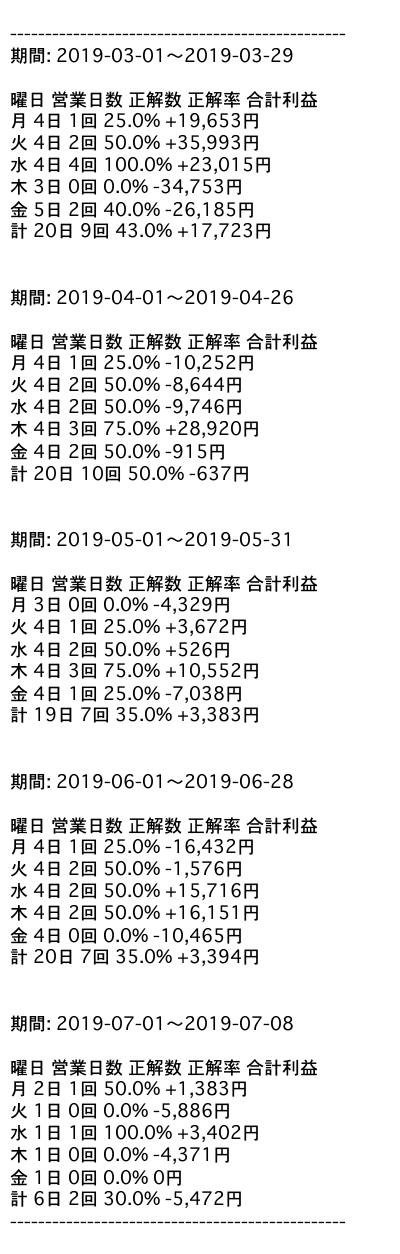 ------------------------------------------------
期間: 2019-03-01〜2019-03-29
曜日 営業日数 正解数 正解率 合計利益
月 4日 1回 25.0% +19,653円
火 4日 2回 50.0% +35,993円
水 4日 4回 100.0% +23,015円
木 3日 0回 0.0% -34,753円
金 5日 2回 40.0% -26,185円
計 20日 9回 43.0% +17,723円
期間: 2019-04-01〜2019-04-26
曜日 営業日数 正解数 正解率 合計利益
月 4日 1回 25.0% -10,252円
火 4日 2回 50.0% -8,644円
水 4日 2回 50.0% -9,746円
木 4日 3回 75.0% +28,920円
金 4日 2回 50.0% -915円
計 20日 10回 50.0% -637円
期間: 2019-05-01〜2019-05-31
曜日 営業日数 正解数 正解率 合計利益
月 3日 0回 0.0% -4,329円
火 4日 1回 25.0% +3,672円
水 4日 2回 50.0% +526円
木 4日 3回 75.0% +10,552円
金 4日 1回 25.0% -7,038円
計 19日 7回 35.0% +3,383円
期間: 2019-06-01〜2019-06-28
曜日 営業日数 正解数 正解率 合計利益
月 4日 1回 25.0% -16,432円
火 4日 2回 50.0% -1,576円
水 4日 2回 50.0% +15,716円
木 4日 2回 50.0% +16,151円
金 4日 0回 0.0% -10,465円
計 20日 7回 35.0% +3,394円
期間: 2019-07-01〜2019-07-08
曜日 営業日数 正解数 正解率 合計利益
月 2日 1回 50.0% +1,383円
火 1日 0回 0.0% -5,886円
水 1日 1回 100.0% +3,402円
木 1日 0回 0.0% -4,371円
金 1日 0回 0.0% 0円
計 6日 2回 30.0% -5,472円
------------------------------------------------